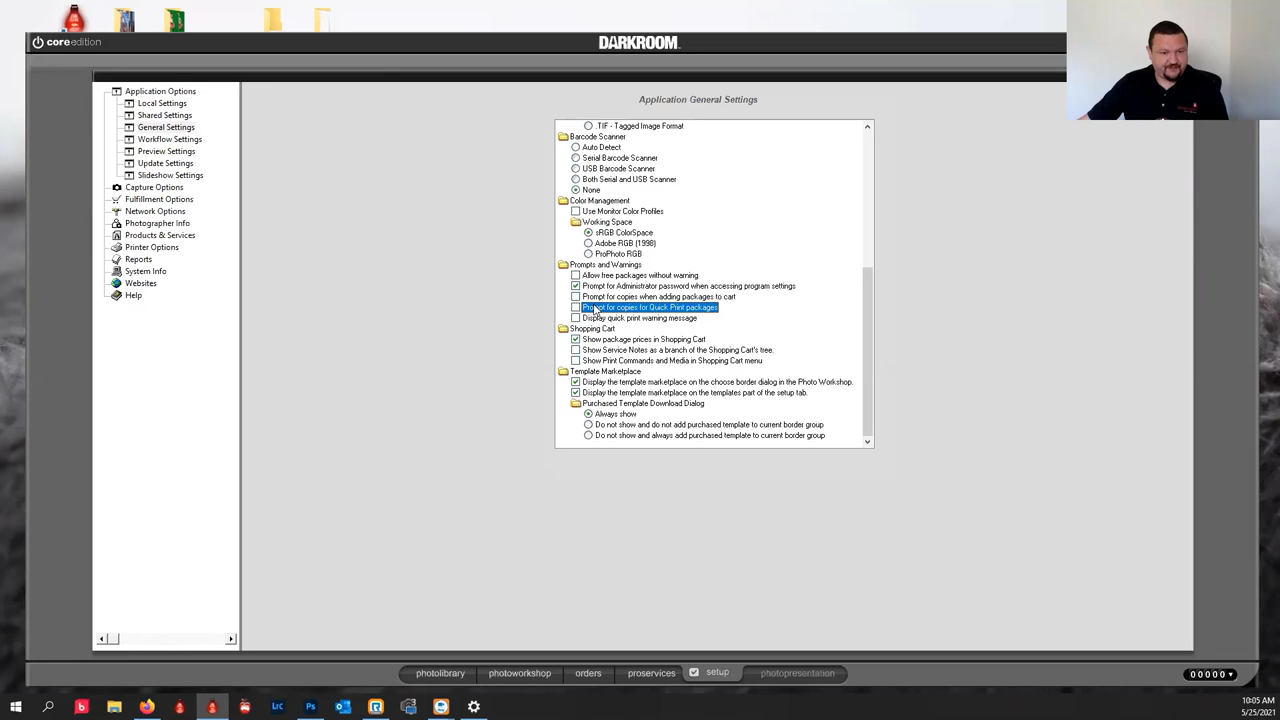 coreedition
DARKROOM
Application Options
Local Settings
Shared Settings
General Settings
Workflow Settings
Preview Settings
Update Settings
Slideshow Settings
Capture Options
Fulfillment Options
Network Options
Photographer Info
Products & Services
Printer Options
Reports
System Info
Websites
Help
Application General Settings
.TIF - Tagged Image Format
Barcode Scanner
Auto Detect
Serial Barcode Scanner
USB Barcode Scanner
Both Serial and USB Scanner
None
Color Management
Use Monitor Color Profiles
Working Space
sRGB ColorSpace
Adobe RGB (1998)
ProPhoto RGB
Prompts and Warnings
Allow free packages without warning
Prompt for Administrator password when accessing program settings
Prompt for copies when adding packages to cart
Prompt for copies for Quick Print packages
Display quick print warning message
Shopping Cart
Show package prices in Shopping Cart
Show Service Notes as a branch of the Shopping Cart's tree.
Show Print Commands and Media in Shopping Cart menu
Template Marketplace
Display the template marketplace on the choose border dialog in the Photo Workshop.
Display the template marketplace on the templates part of the setup tab.
Purchased Template Download Dialog
Always show
Do not show and do not add purchased template to current border group
Do not show and always add purchased template to current border group
photolibrary photoworkshop orders proservices setup photopresentation
00000
b Lrc Ps
10:05 AM
5/25/2021